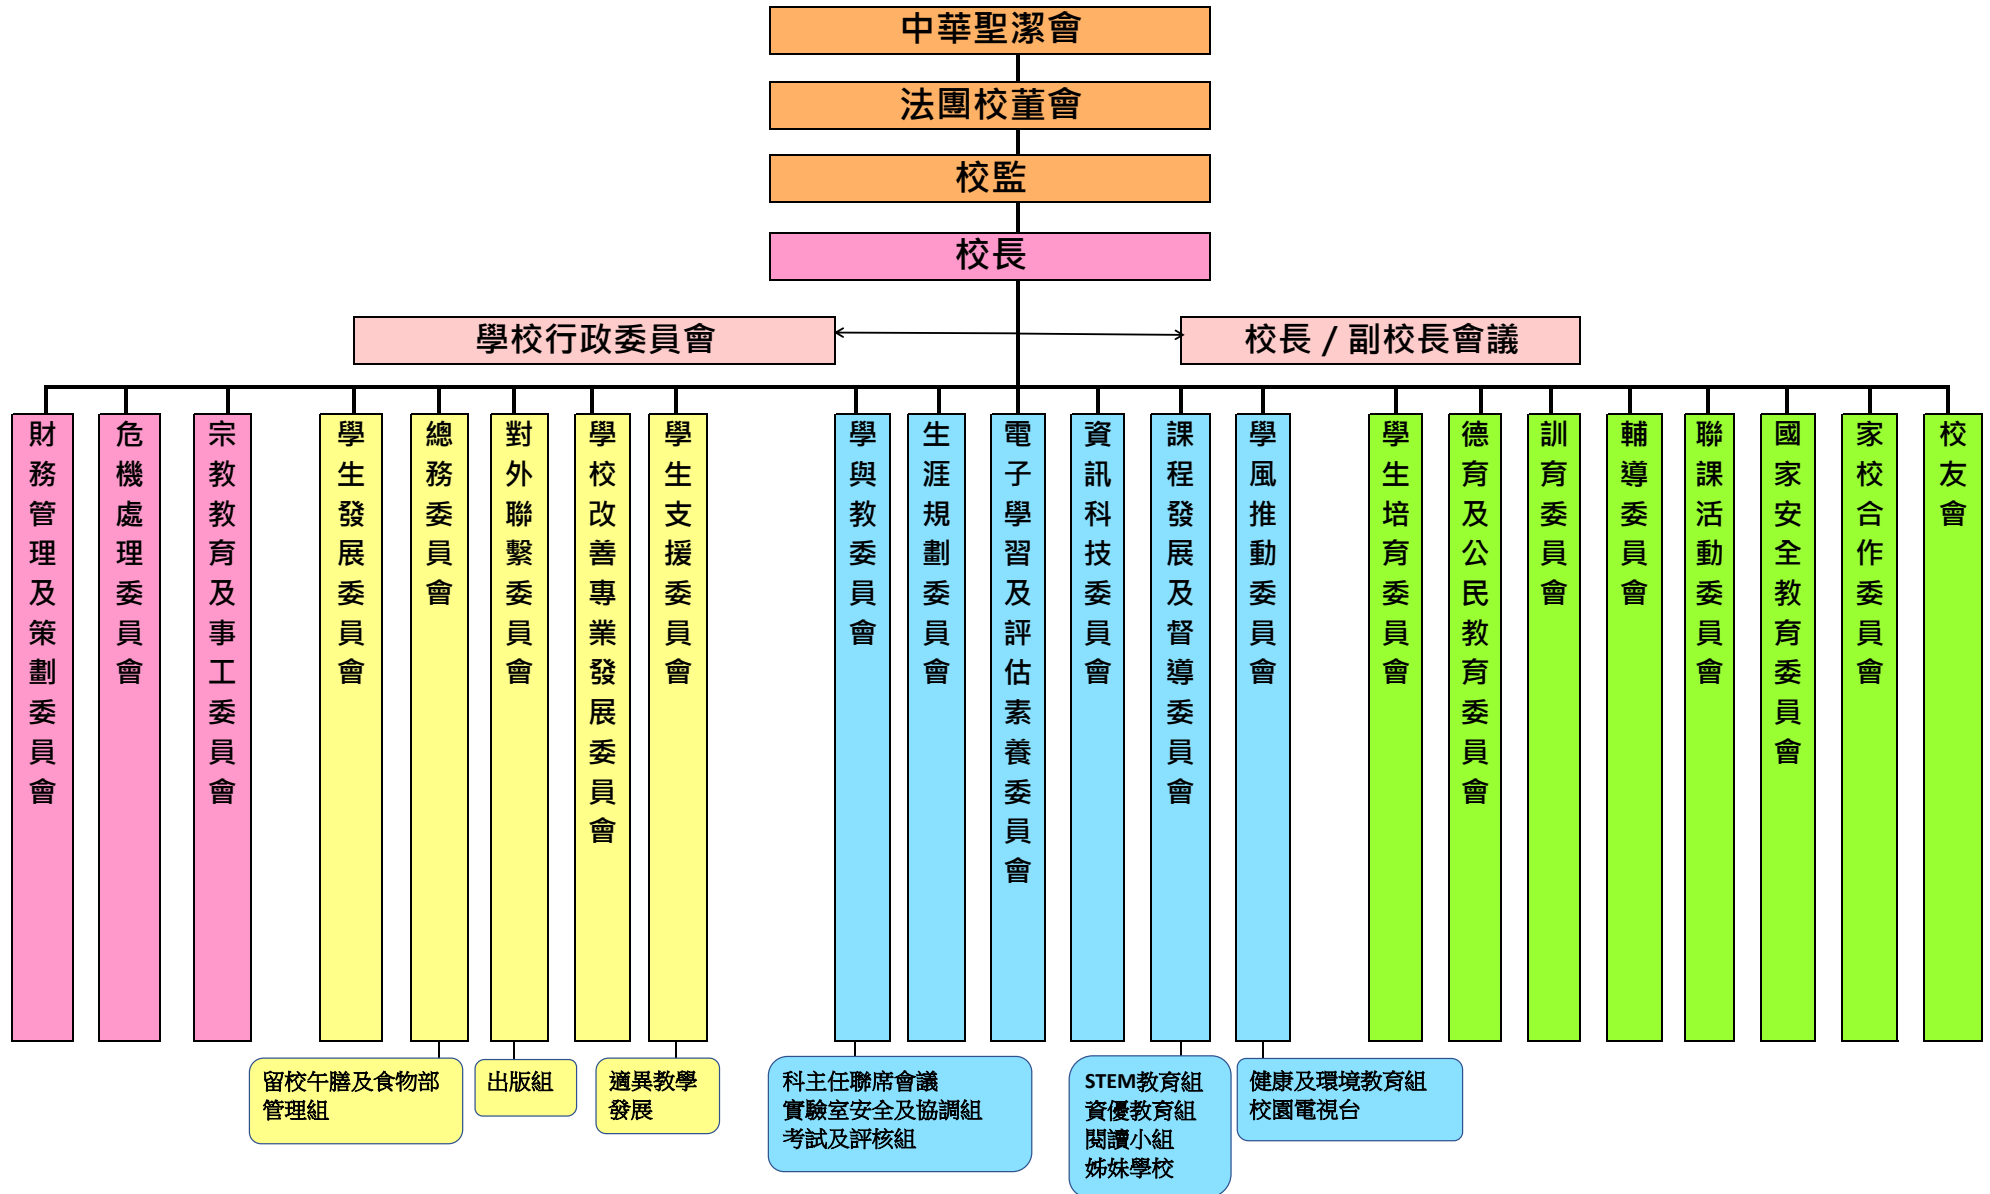 中華聖潔會
法團校董會
校監
校長
學校行政委員會
校長 / 副校長會議
財務管理及策劃委員會
危機處理委員會
宗教教育及事工委員會
學生發展委員會
總務委員會
對外聯繫委員會
學校改善專業發展委員會
學生支援委員會
學與教委員會
生涯規劃委員會
電子學習及評估素養委員會
資訊科技委員會
課程發展及督導委員會
學風推動委員會
學生培育委員會
德育及公民教育委員會
訓育委員會
輔導委員會
聯課活動委員會
國家安全教育委員會
家校合作委員會
校友會
留校午膳及食物部
管理組
出版組
適異教學
發展
科主任聯席會議
實驗室安全及協調組
考試及評核組
STEM教育組
資優教育組
閱讀小組
姊妹學校
健康及環境教育組
校園電視台